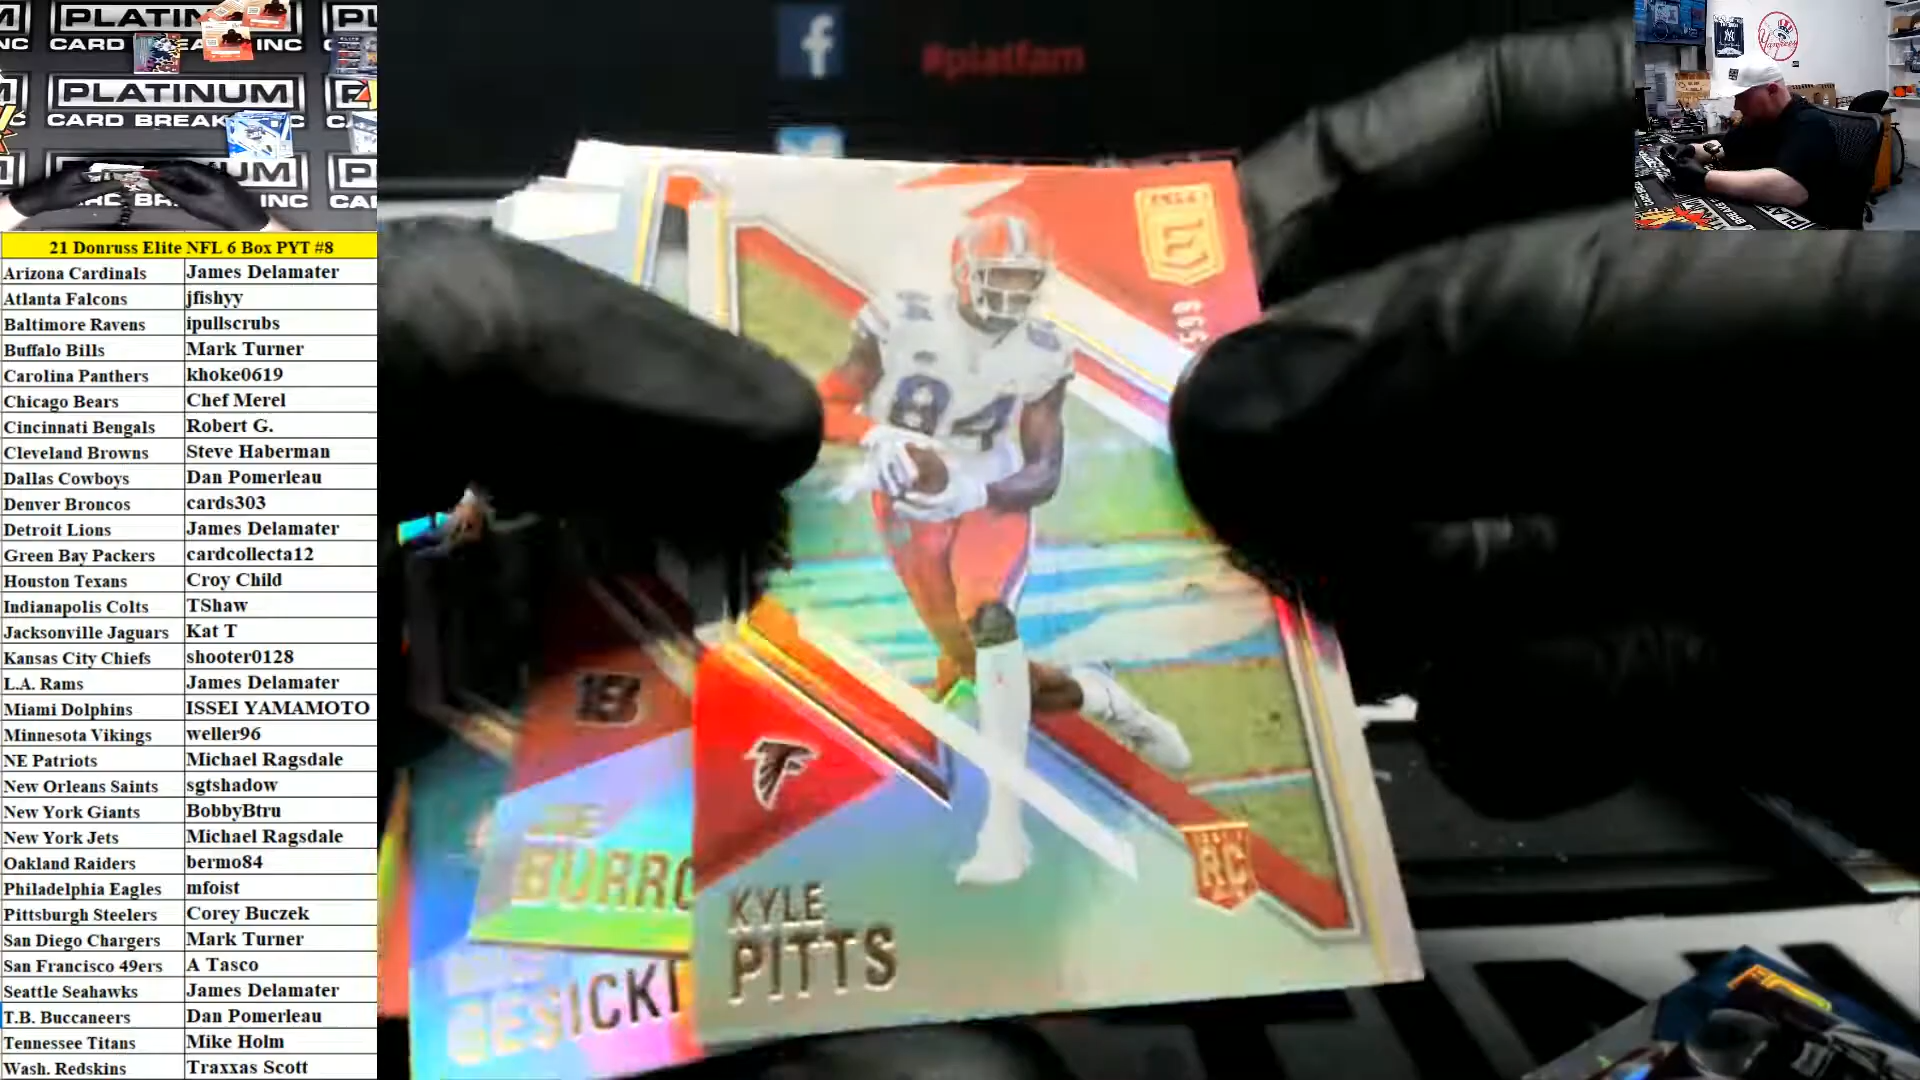 PLATINUM
CARD BREAK
INC
PLATINUM
CARD BREAK
INC
#platfam
Yankees
21 Donruss Elite NFL 6 Box PYT #8
Arizona Cardinals James Delamater
Atlanta Falcons jfishyy
Baltimore Ravens ipullscrubs
Buffalo Bills Mark Turner
Carolina Panthers khoke0619
Chicago Bears Chef Merel
Cincinnati Bengals Robert G.
Cleveland Browns Steve Haberman
Dallas Cowboys Dan Pomerleau
Denver Broncos cards303
Detroit Lions James Delamater
Green Bay Packers cardcollecta12
Houston Texans Croy Child
Indianapolis Colts TShaw
Jacksonville Jaguars Kat T
Kansas City Chiefs shooter0128
L.A. Rams James Delamater
Miami Dolphins ISSEI YAMAMOTO
Minnesota Vikings weller96
NE Patriots Michael Ragsdale
New Orleans Saints sgtshadow
New York Giants BobbyBtru
New York Jets Michael Ragsdale
Oakland Raiders bermo84
Philadelphia Eagles mfoist
Pittsburgh Steelers Corey Buczek
San Diego Chargers Mark Turner
San Francisco 49ers A Tasco
Seattle Seahawks James Delamater
T.B. Buccaneers Dan Pomerleau
Tennessee Titans Mike Holm
Wash. Redskins Traxxas Scott
84
RC
KYLE
PITTS
BURRO
GESICKI